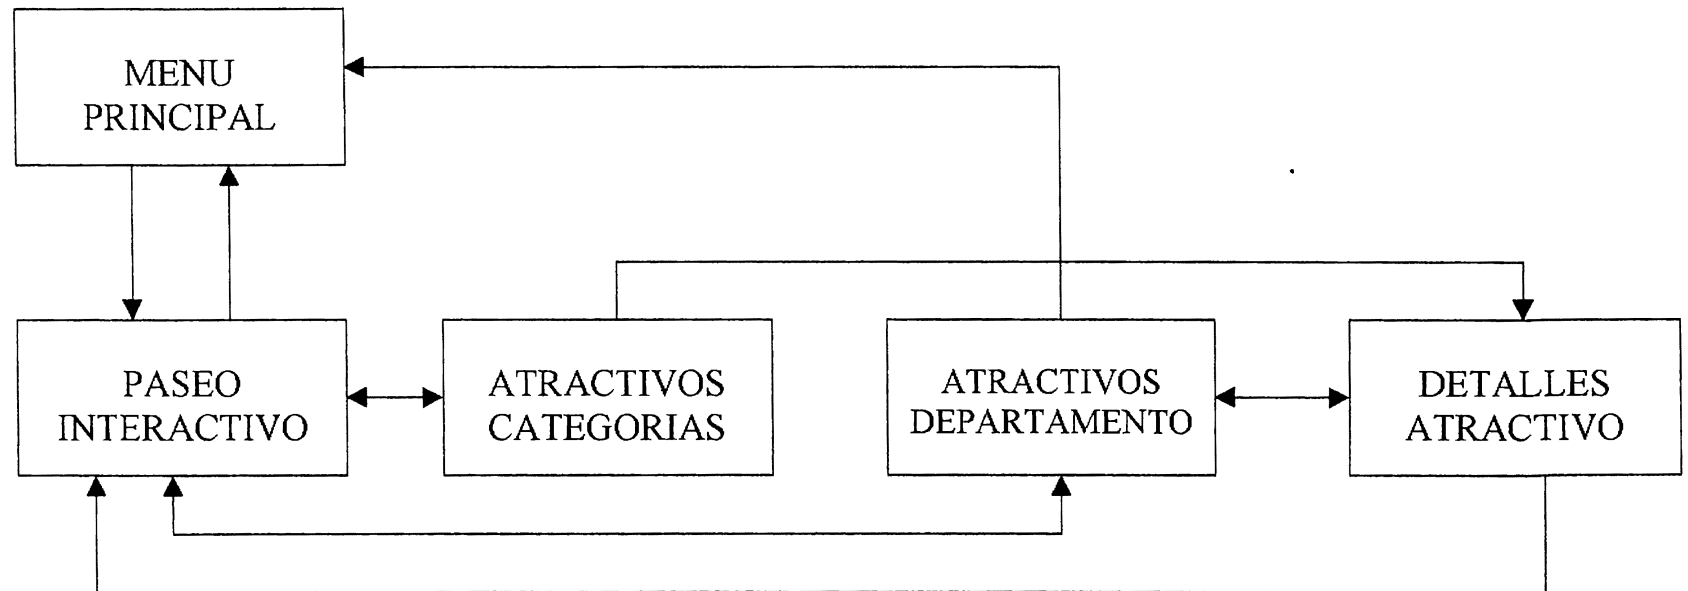 MENU
PRINCIPAL
PASEO
INTERACTIVO
ATRACTIVOS
CATEGORIAS
ATRACTIVOS
DEPARTAMENTO
DETALLES
ATRACTIVO